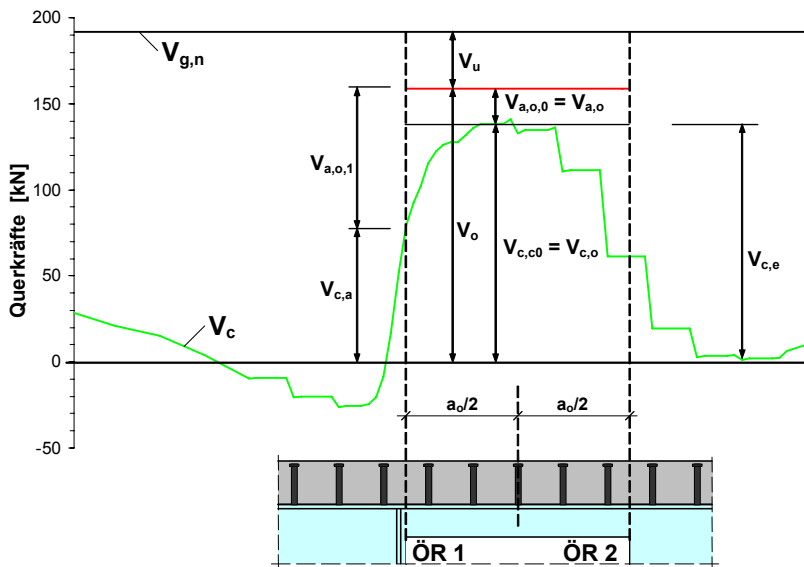 Querkräfte [kN]
200
150
100
50
0
-50
V_g,n
V_u
V_a,o,0 = V_a,o
V_a,o,1
V_o
V_c,c0 = V_c,o
V_c,a
V_c,e
V_c
a_o/2
a_o/2
ÖR 1
ÖR 2